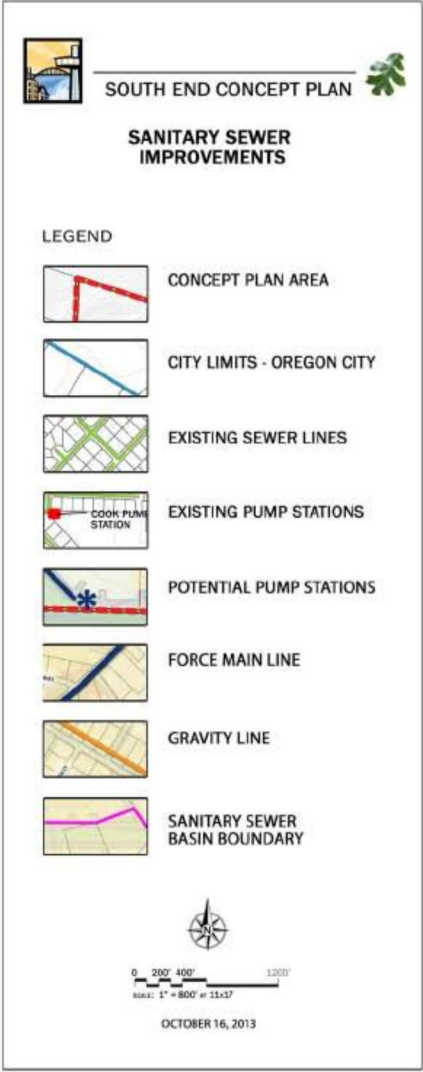 SOUTH END CONCEPT PLAN
SANITARY SEWER
IMPROVEMENTS
LEGEND
CONCEPT PLAN AREA
CITY LIMITS - OREGON CITY
EXISTING SEWER LINES
COOK PUMP
STATION
EXISTING PUMP STATIONS
POTENTIAL PUMP STATIONS
FORCE MAIN LINE
GRAVITY LINE
SANITARY SEWER
BASIN BOUNDARY
N
0 200' 400' 1200'
SCALE: 1" = 800' AT 11x17
OCTOBER 16, 2013